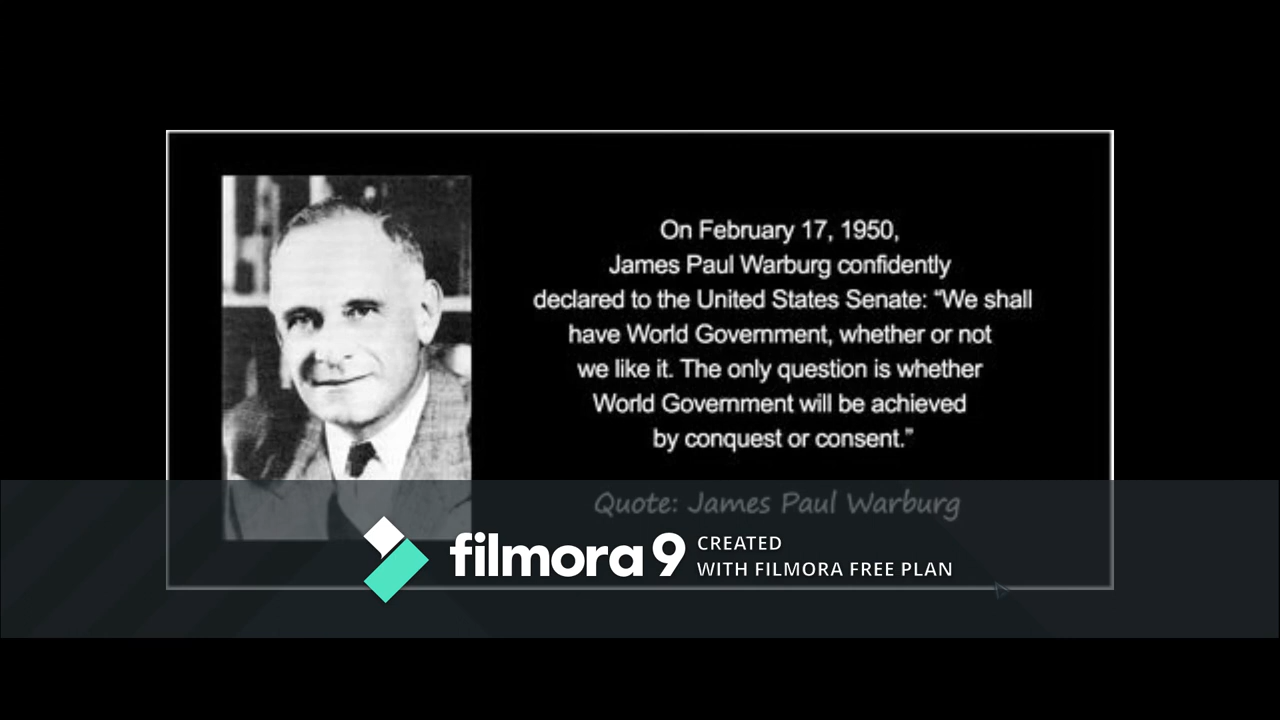 On February 17, 1950,
James Paul Warburg confidently
declared to the United States Senate: “We shall
have World Government, whether or not
we like it. The only question is whether
World Government will be achieved
by conquest or consent.”
Quote: James Paul Warburg
filmora 9 CREATED
WITH FILMORA FREE PLAN